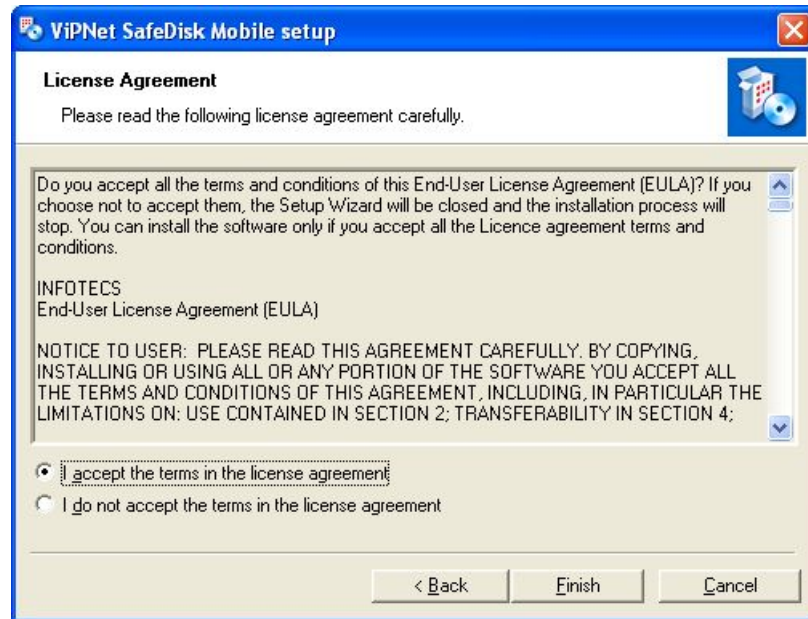 ViPNet SafeDisk Mobile setup
License Agreement
Please read the following license agreement carefully.
Do you accept all the terms and conditions of this End-User License Agreement (EULA)? If you
choose not to accept them, the Setup Wizard will be closed and the installation process will
stop. You can install the software only if you accept all the Licence agreement terms and
conditions.
INFOTECS
End-User License Agreement (EULA)
NOTICE TO USER: PLEASE READ THIS AGREEMENT CAREFULLY. BY COPYING,
INSTALLING OR USING ALL OR ANY PORTION OF THE SOFTWARE YOU ACCEPT ALL
THE TERMS AND CONDITIONS OF THIS AGREEMENT, INCLUDING, IN PARTICULAR THE
LIMITATIONS ON: USE CONTAINED IN SECTION 2; TRANSFERABILITY IN SECTION 4;
I accept the terms in the license agreement
I do not accept the terms in the license agreement
< Back Finish Cancel